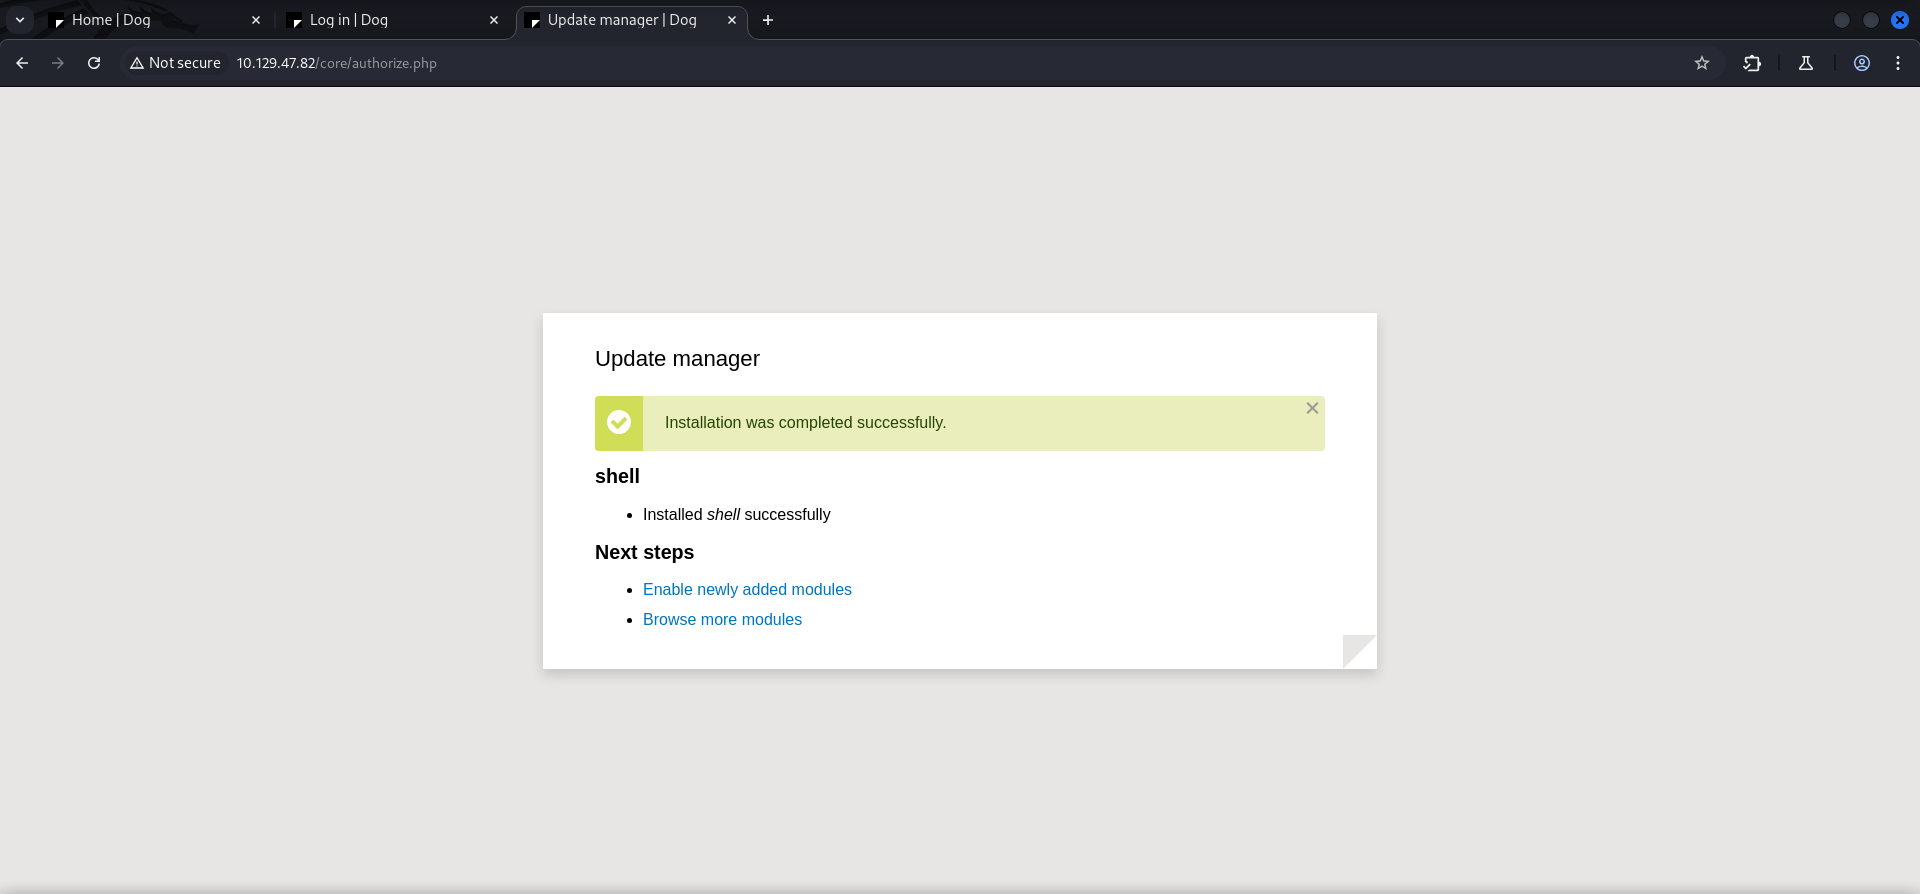 Home | Dog
Log in | Dog
Update manager | Dog
Not secure
10.129.47.82/core/authorize.php
Update manager
Installation was completed successfully.
shell
Installed shell successfully
Next steps
Enable newly added modules
Browse more modules